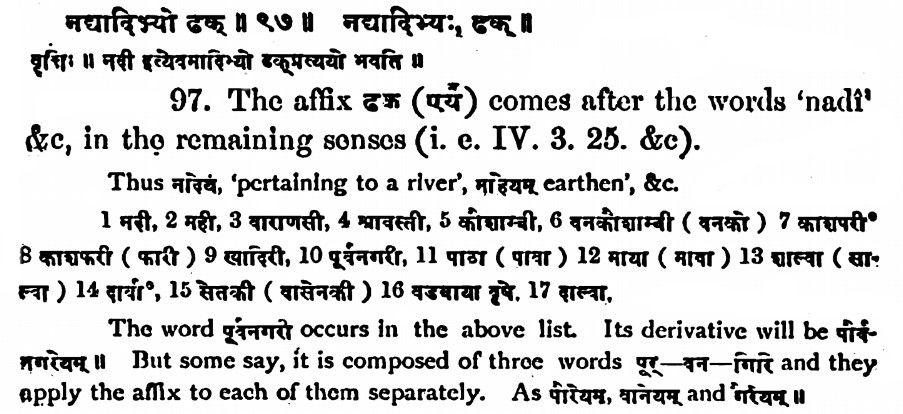 नद्यादिभ्यो ढक् ॥ ९७ ॥ नद्यादिभ्यः, ढक् ॥
वृत्तिः ॥ नदी इत्येवमादिभ्यो ढक्प्रत्ययो भवति ॥
97. The affix ढक (एयँ) comes after the words 'nadî'
&c, in the remaining senses (i. e. IV. 3. 25. &c).
Thus नादेयं, 'pertaining to a river', माहेयम् earthen', &c.
1 नदी, 2 मही, 3 वाराणसी, 4 श्रावस्ती, 5 कौशाम्बी, 6 वनकौशाम्बी ( वनको ) 7 काशपरी°
8 काशफरी ( फारी ) 9 खादिरी, 10 पूर्वनगरी, 11 पाठा ( पावा ) 12 माया ( मावा ) 13 शाल्वा ( सा-
ल्वा ) 14 दार्वा°, 15 सेतकी ( वासेनकी ) 16 वडबाया वृषे, 17 दाल्वा,
The word पूर्वनगरी occurs in the above list. Its derivative will be पौर्व-
नगरेयम् ॥ But some say, it is composed of three words पूर्—वन—गिरि and they
apply the affix to each of them separately. As पौरेयम्, वानेयम् and गैरेयम् ॥